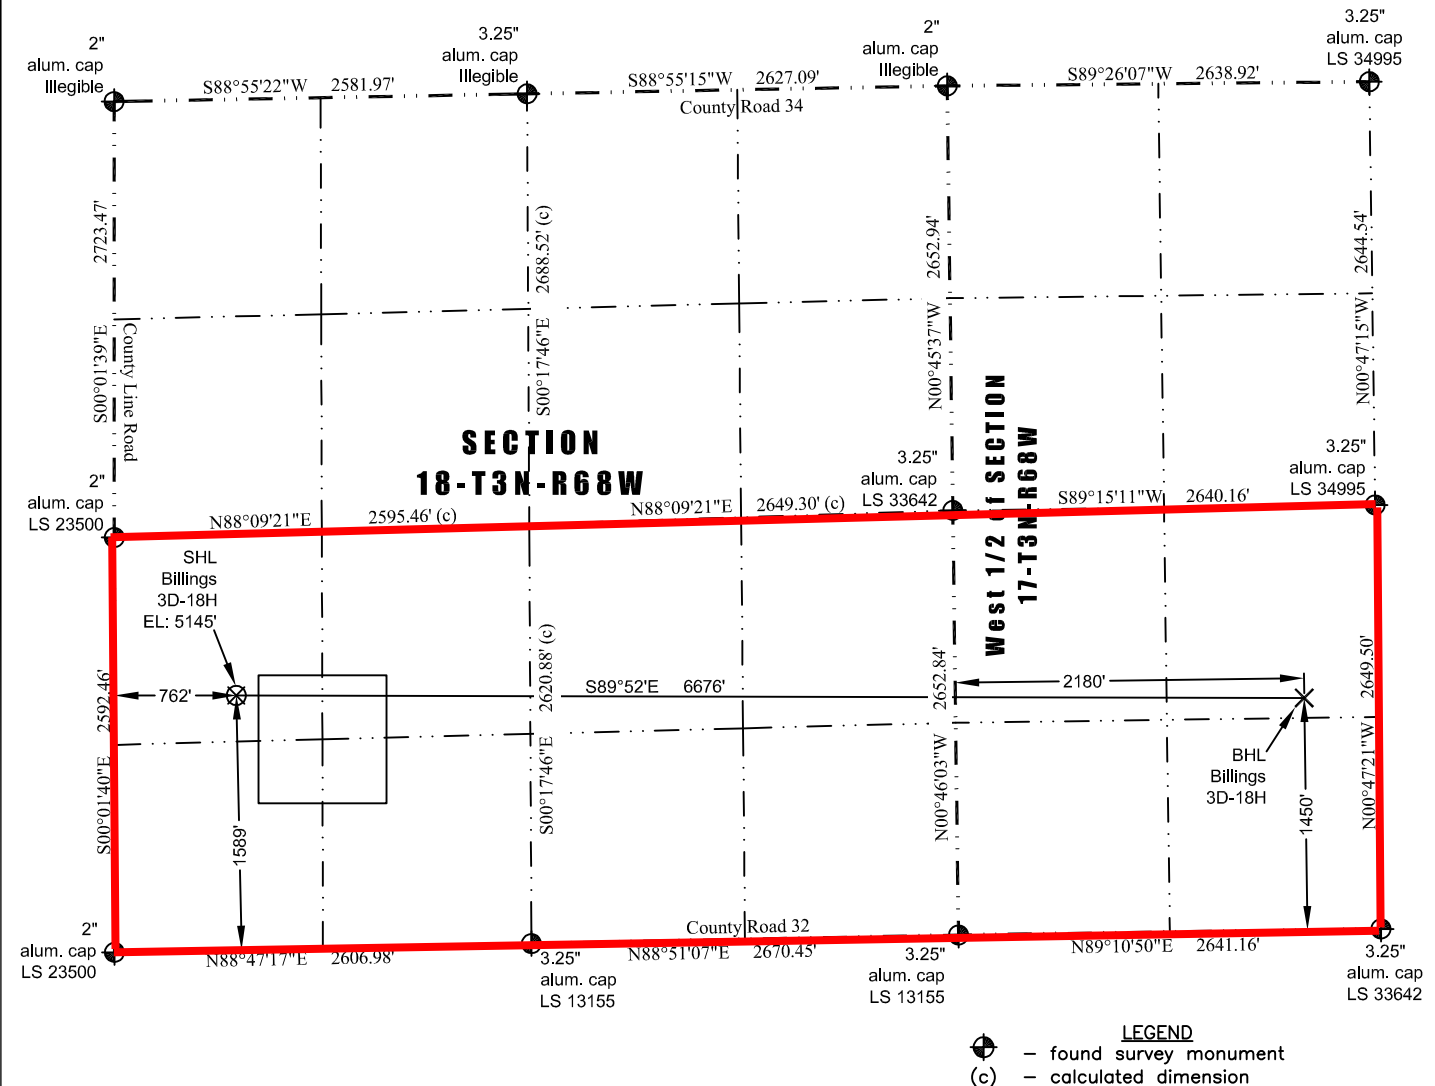 2"
alum. cap
Illegible
3.25"
alum. cap
Illegible
2"
alum. cap
Illegible
3.25"
alum. cap
LS 34995
S88°55'22"W 2581.97'
S88°55'15"W 2627.09'
S89°26'07"W 2638.92'
County Road 34
S00°01'39"E 2723.47'
County Line Road
S00°17'46"E 2688.52' (c)
N00°45'37"W 2652.94'
N00°47'15"W 2644.54'
SECTION
18-T3N-R68W
West 1/2 of SECTION
17-T3N-R68W
2"
alum. cap
LS 23500
3.25"
alum. cap
LS 33642
3.25"
alum. cap
LS 34995
N88°09'21"E 2595.46' (c)
N88°09'21"E 2649.30' (c)
S89°15'11"W 2640.16'
SHL
Billings
3D-18H
EL: 5145'
762'
S89°52'E 6676'
2180'
BHL
Billings
3D-18H
1589'
1450'
S00°01'40"E 2592.46'
S00°17'46"E 2620.88' (c)
N00°46'03"W 2652.84'
N00°47'21"W 2649.50'
County Road 32
N88°47'17"E 2606.98'
N88°51'07"E 2670.45'
N89°10'50"E 2641.16'
2"
alum. cap
LS 23500
3.25"
alum. cap
LS 13155
3.25"
alum. cap
LS 13155
3.25"
alum. cap
LS 33642
LEGEND
– found survey monument
(c) – calculated dimension